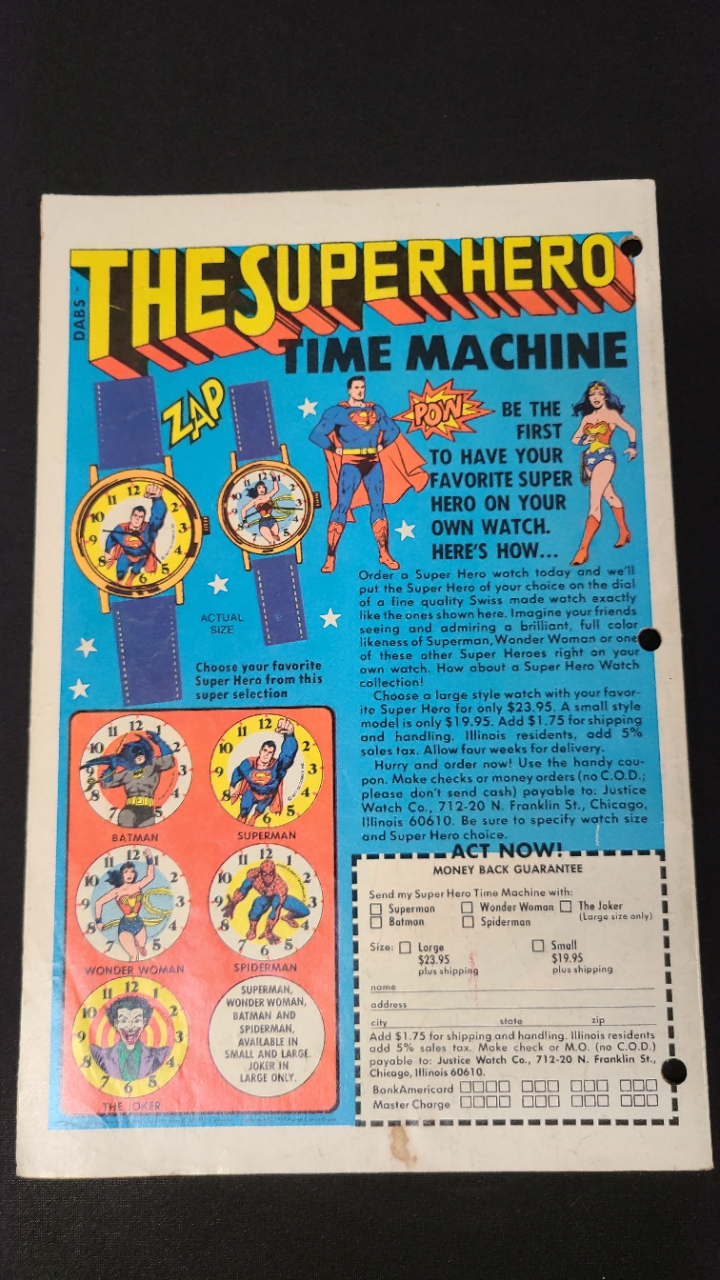 THE SUPER HERO
DABS
TIME MACHINE
ZAP
POW
BE THE
FIRST
TO HAVE YOUR
FAVORITE SUPER
HERO ON YOUR
OWN WATCH.
HERE'S HOW...
ACTUAL
SIZE
Choose your favorite
Super Hero from this
super selection
Order a Super Hero watch today and we'll
put the Super Hero of your choice on the dial
of a fine quality Swiss made watch exactly
like the ones shown here. Imagine your friends
seeing and admiring a brilliant, full color
likeness of Superman, Wonder Woman or one
of these other Super Heroes right on your
own watch. How about a Super Hero Watch
collection!
Choose a large style watch with your favor-
ite Super Hero for only $23.95. A small style
model is only $19.95. Add $1.75 for shipping
and handling. Illinois residents, add 5%
sales tax. Allow four weeks for delivery.
Hurry and order now! Use the handy cou-
pon. Make checks or money orders (no C.O.D.;
please don't send cash) payable to: Justice
Watch Co., 712-20 N. Franklin St., Chicago,
Illinois 60610. Be sure to specify watch size
and Super Hero choice.
BATMAN
SUPERMAN
WONDER WOMAN
SPIDERMAN
THE JOKER
SUPERMAN,
WONDER WOMAN,
BATMAN AND
SPIDERMAN,
AVAILABLE IN
SMALL AND LARGE.
JOKER IN
LARGE ONLY.
ACT NOW!
MONEY BACK GUARANTEE
Send my Super Hero Time Machine with:
Superman Wonder Woman The Joker
Batman Spiderman (Large size only)
Size: Large Small
$23.95 $19.95
plus shipping plus shipping
name
address
city state zip
Add $1.75 for shipping and handling. Illinois residents
add 5% sales tax. Make check or M.O. (no C.O.D.)
payable to: Justice Watch Co., 712-20 N. Franklin St.,
Chicago, Illinois 60610.
BankAmericard
Master Charge